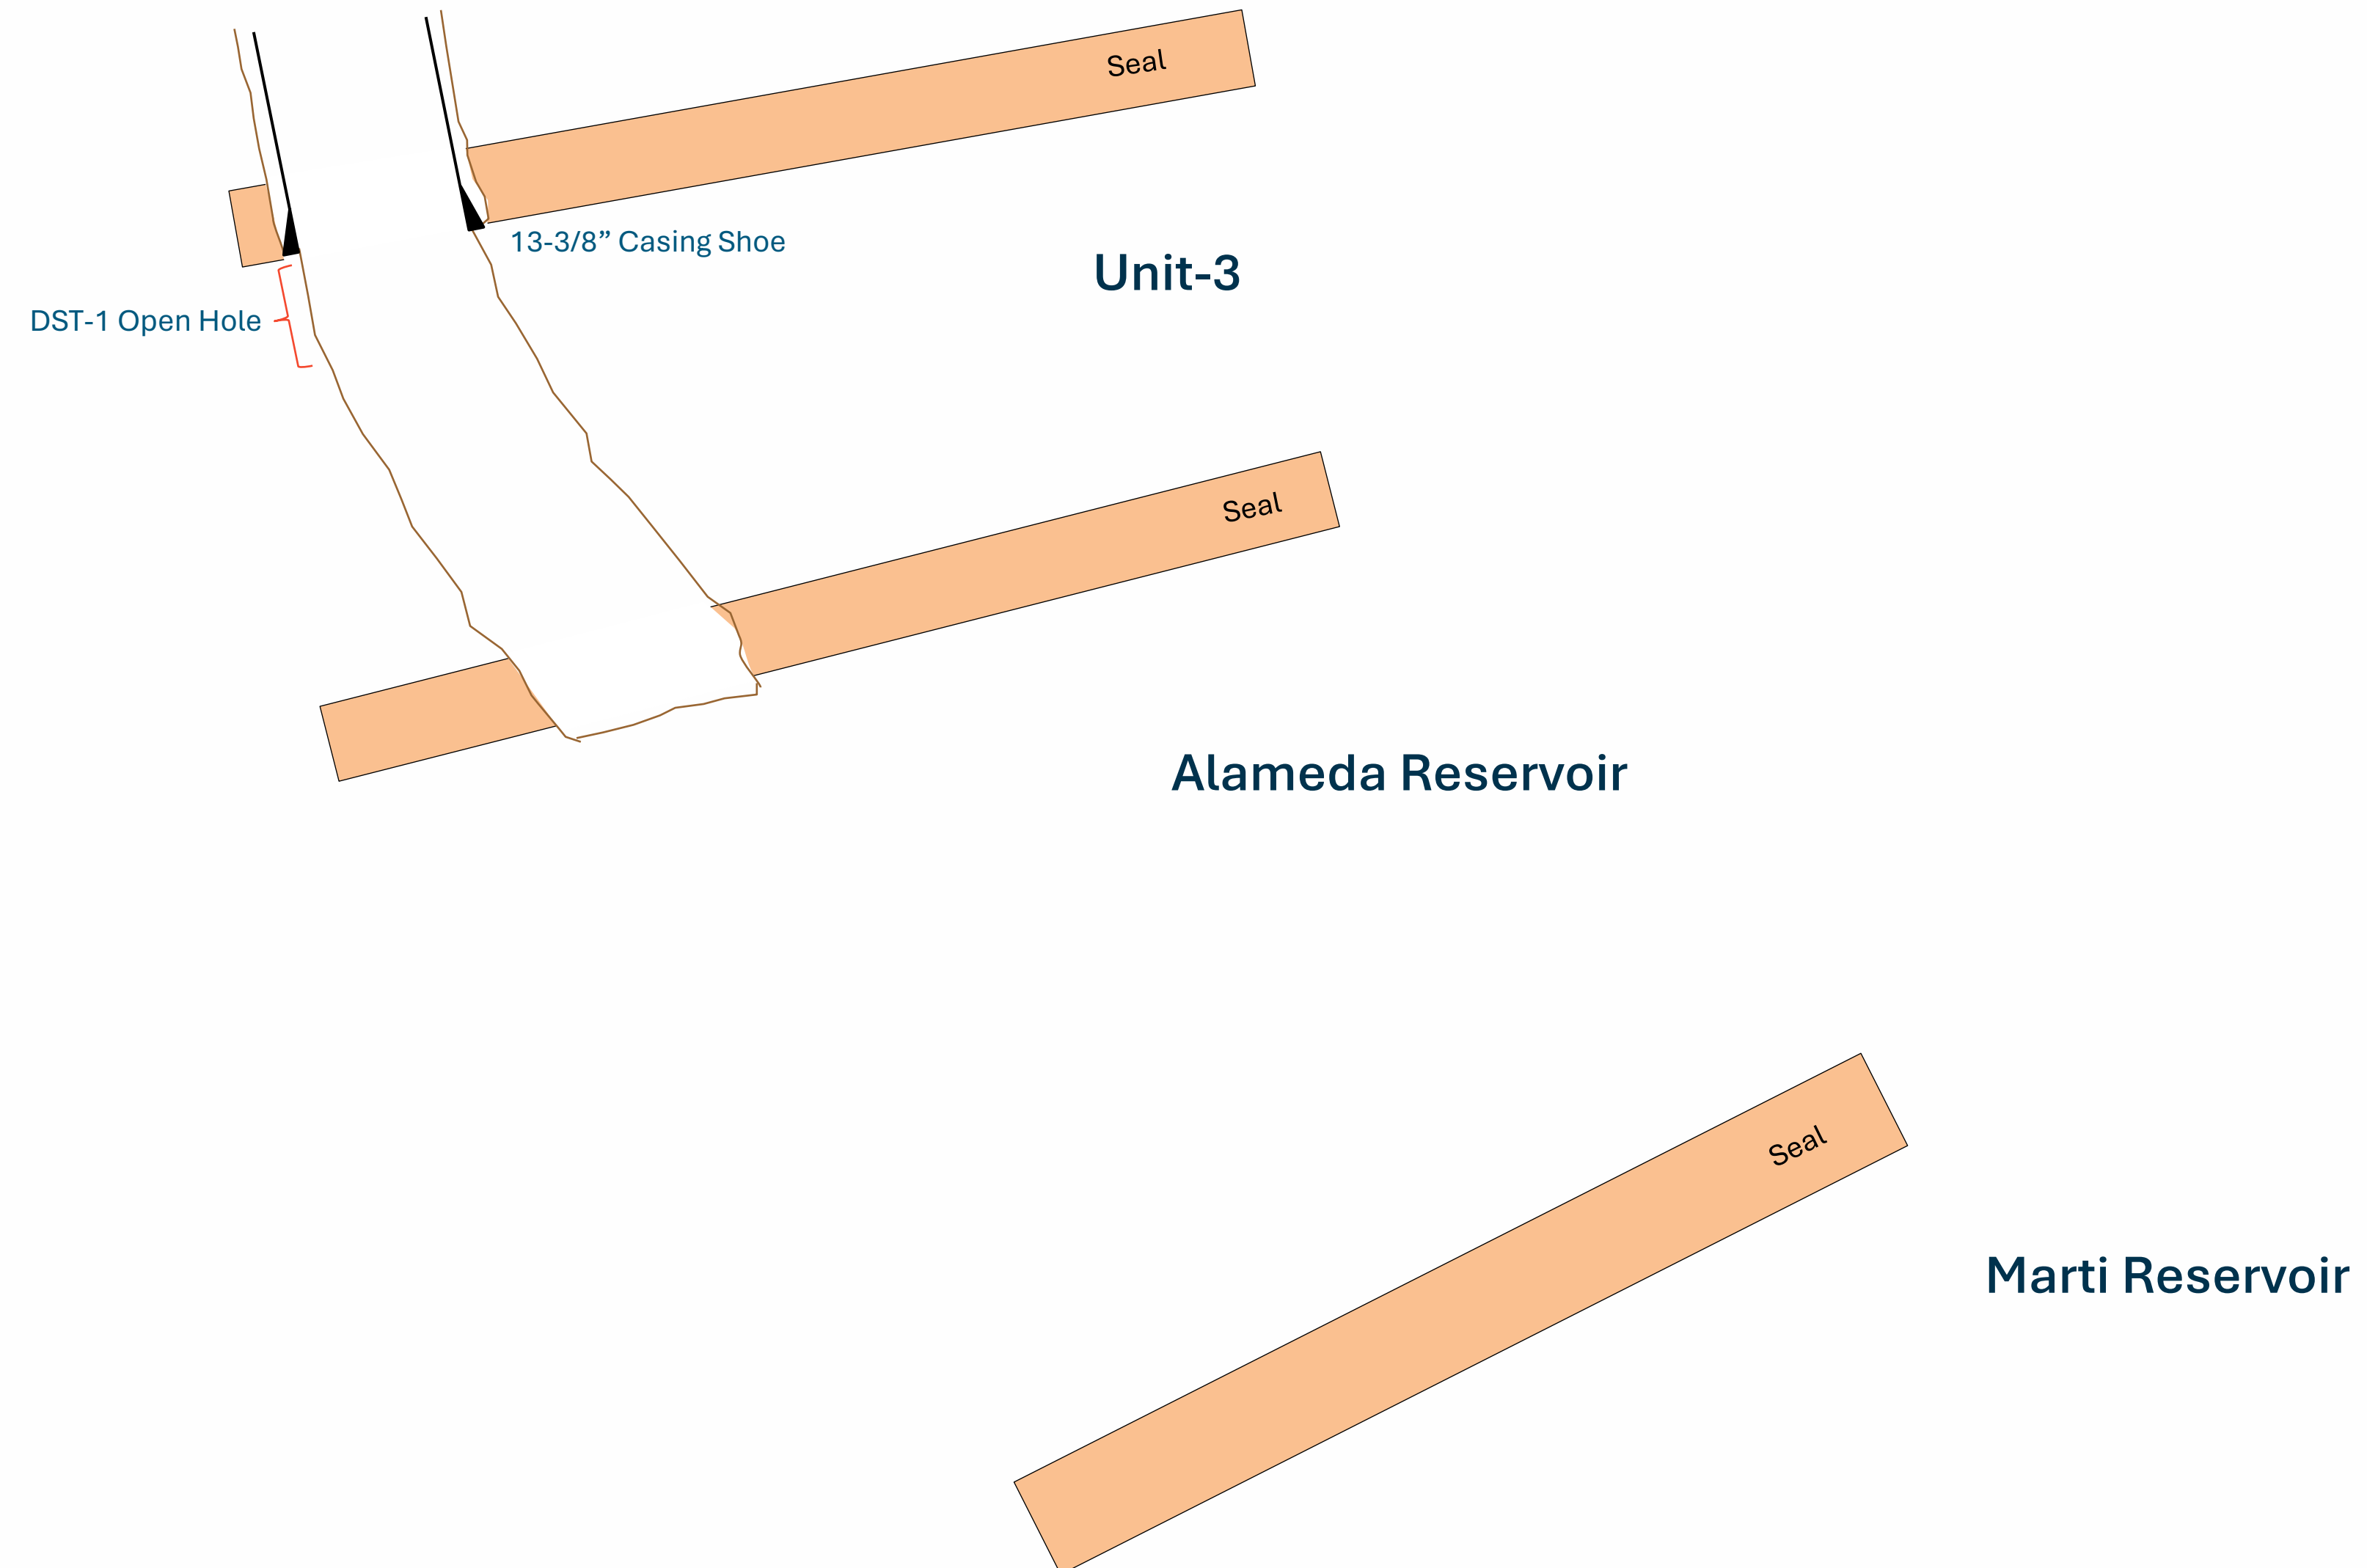 Seal
13-3/8” Casing Shoe
Unit-3
DST-1 Open Hole
Seal
Alameda Reservoir
Seal
Marti Reservoir